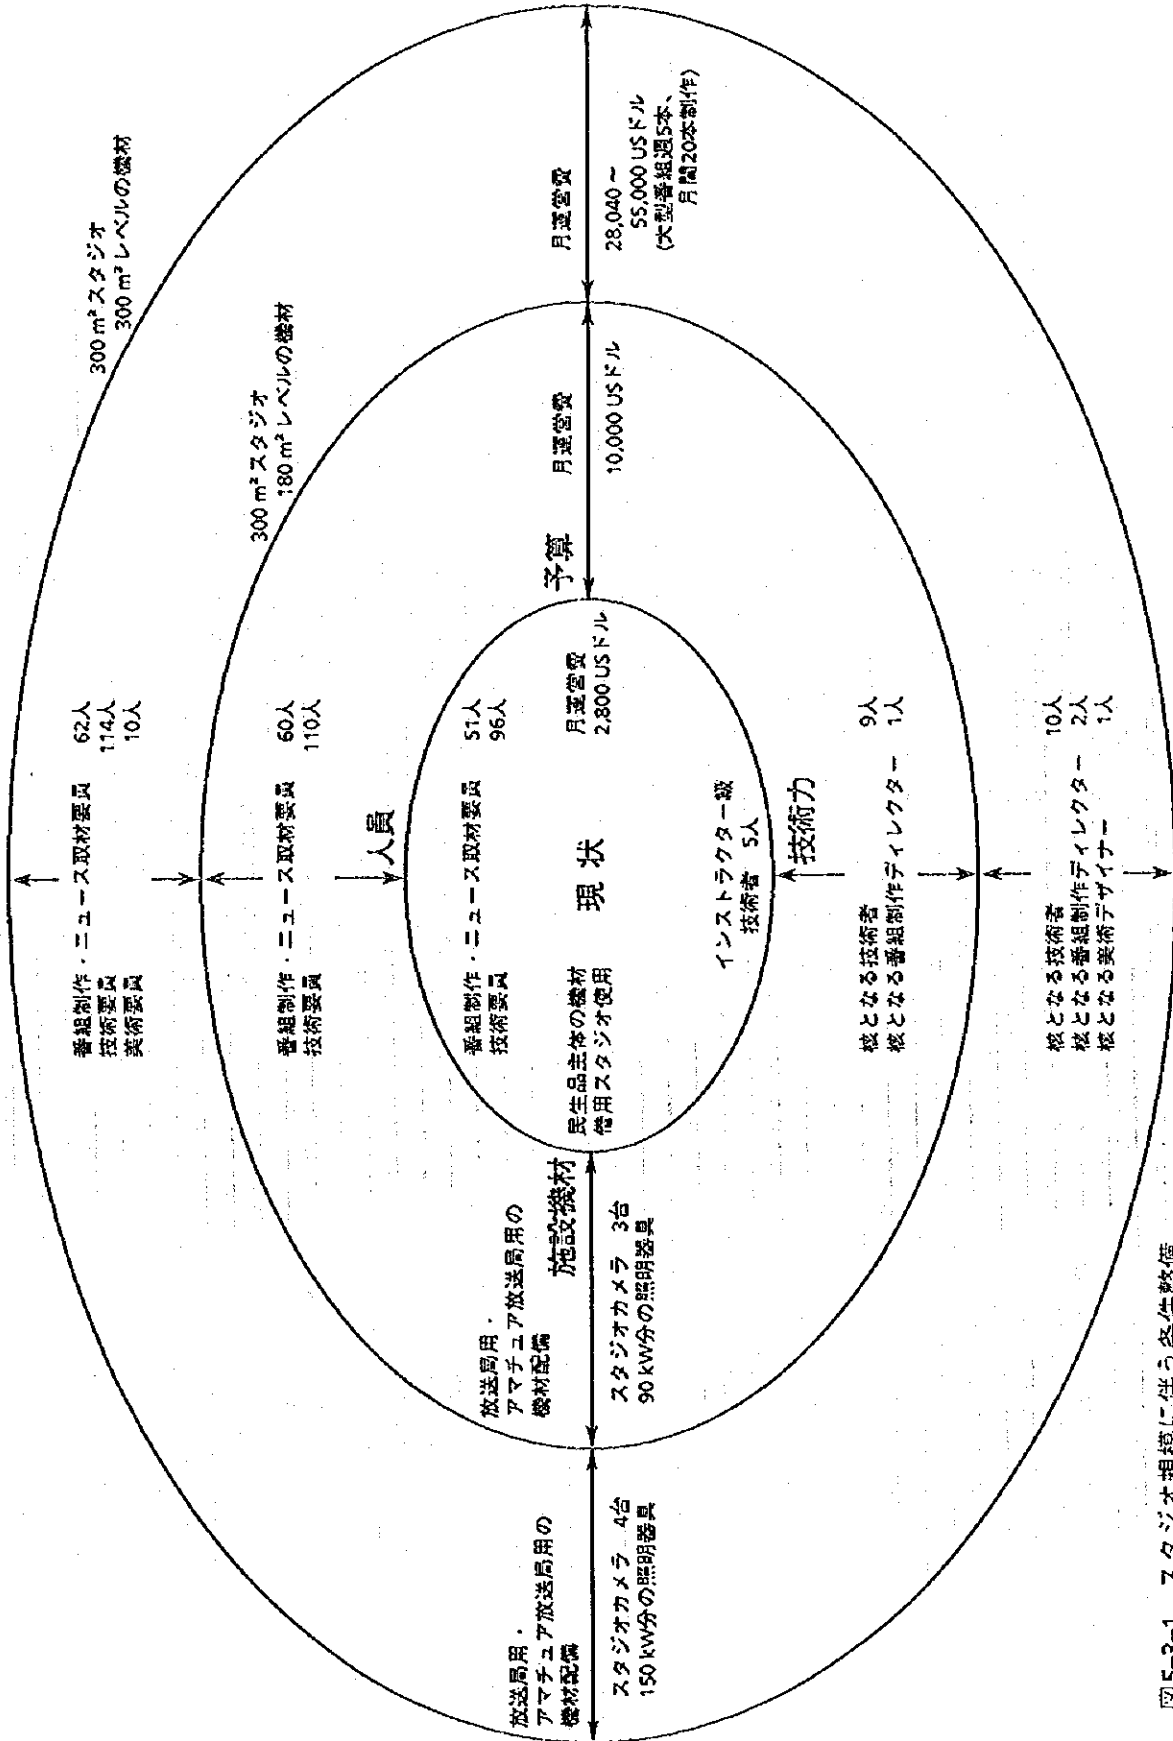 300 m² スタジオ
300 m² レベルの機材
300 m² スタジオ
180 m² レベルの機材
番組制作・ニュース取材要員 62人
技術要員 114人
美術要員 10人
番組制作・ニュース取材要員 60人
技術要員 110人
人員
番組制作・ニュース取材要員 51人
技術要員 96人
放送局用・
アマチュア放送局用の
機材配備
スタジオカメラ 4台
150 kW分の照明器具
放送局用・
アマチュア放送局用の
機材配備
施設機材
スタジオカメラ 3台
90 kW分の照明器具
民生品主体の機材
借用スタジオ使用
現状
月運営費
2,800 USドル
予算
月運営費
10,000 USドル
月運営費
28,040～
55,000 USドル
(大型番組週5本、
月間20本制作)
インストラクター級
技術者 5人
技術力
核となる技術者 9人
核となる番組制作ディレクター 1人
核となる技術者 10人
核となる番組制作ディレクター 2人
核となる美術デザイナー 1人
図5-3-1 スタジオ規模に伴う条件整備